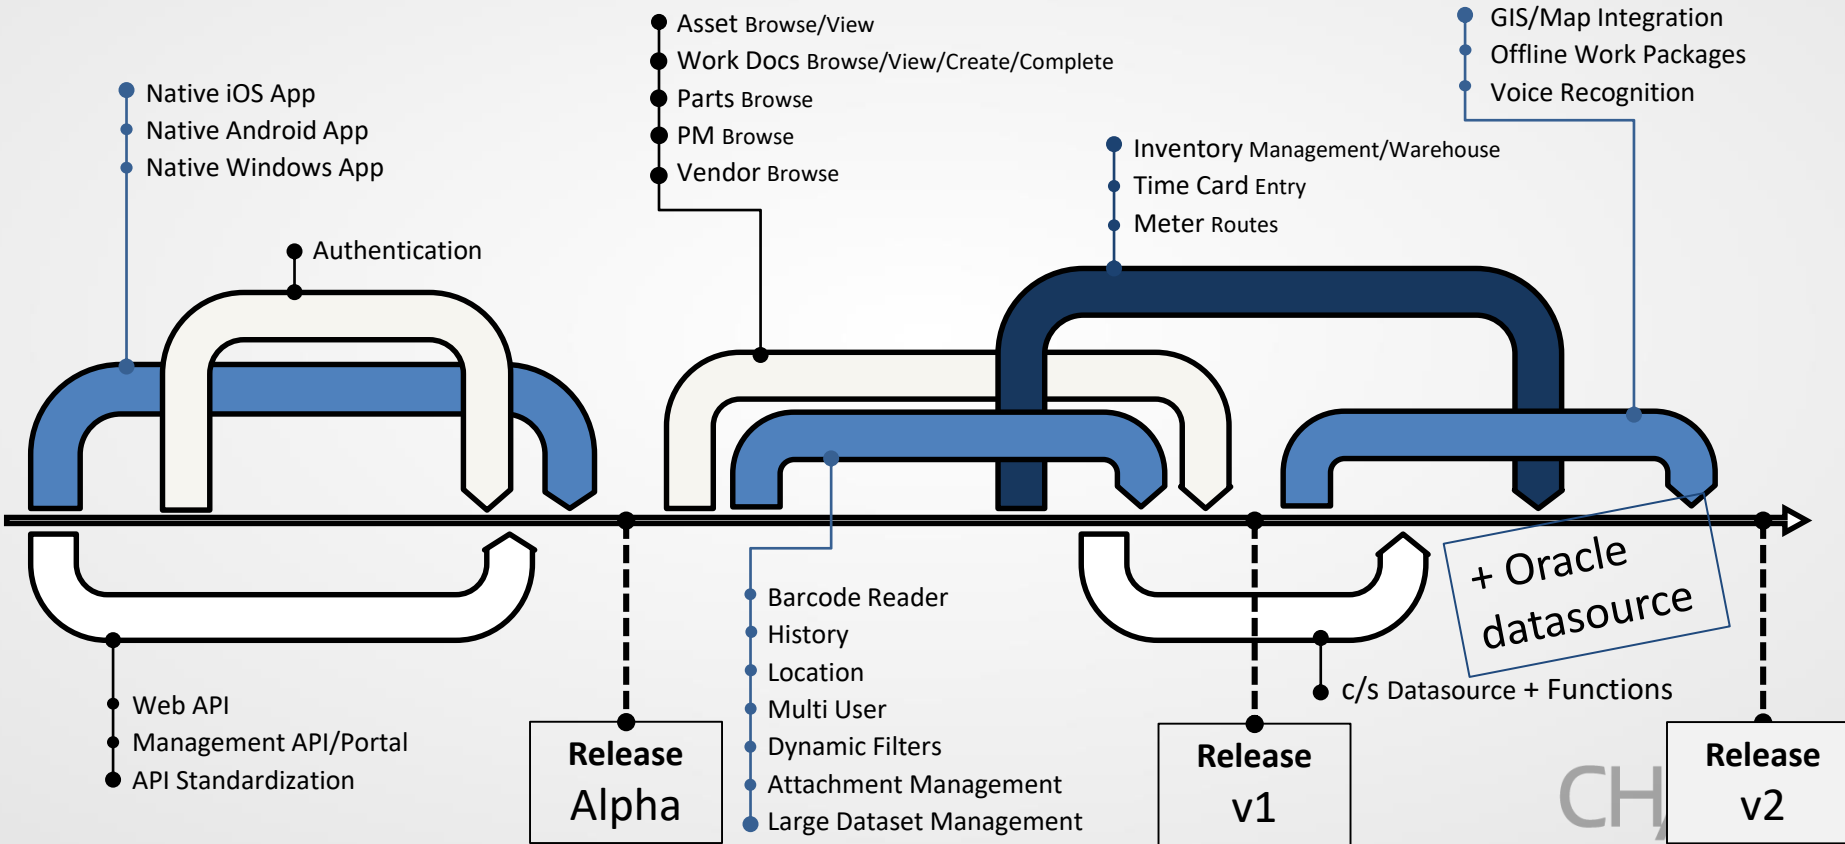 Native iOS App
Native Android App
Native Windows App
Authentication
Web API
Management API/Portal
API Standardization
Release
Alpha
Asset Browse/View
Work Docs Browse/View/Create/Complete
Parts Browse
PM Browse
Vendor Browse
Barcode Reader
History
Location
Multi User
Dynamic Filters
Attachment Management
Large Dataset Management
Inventory Management/Warehouse
Time Card Entry
Meter Routes
Release
v1
c/s Datasource + Functions
GIS/Map Integration
Offline Work Packages
Voice Recognition
+ Oracle
datasource
Release
v2